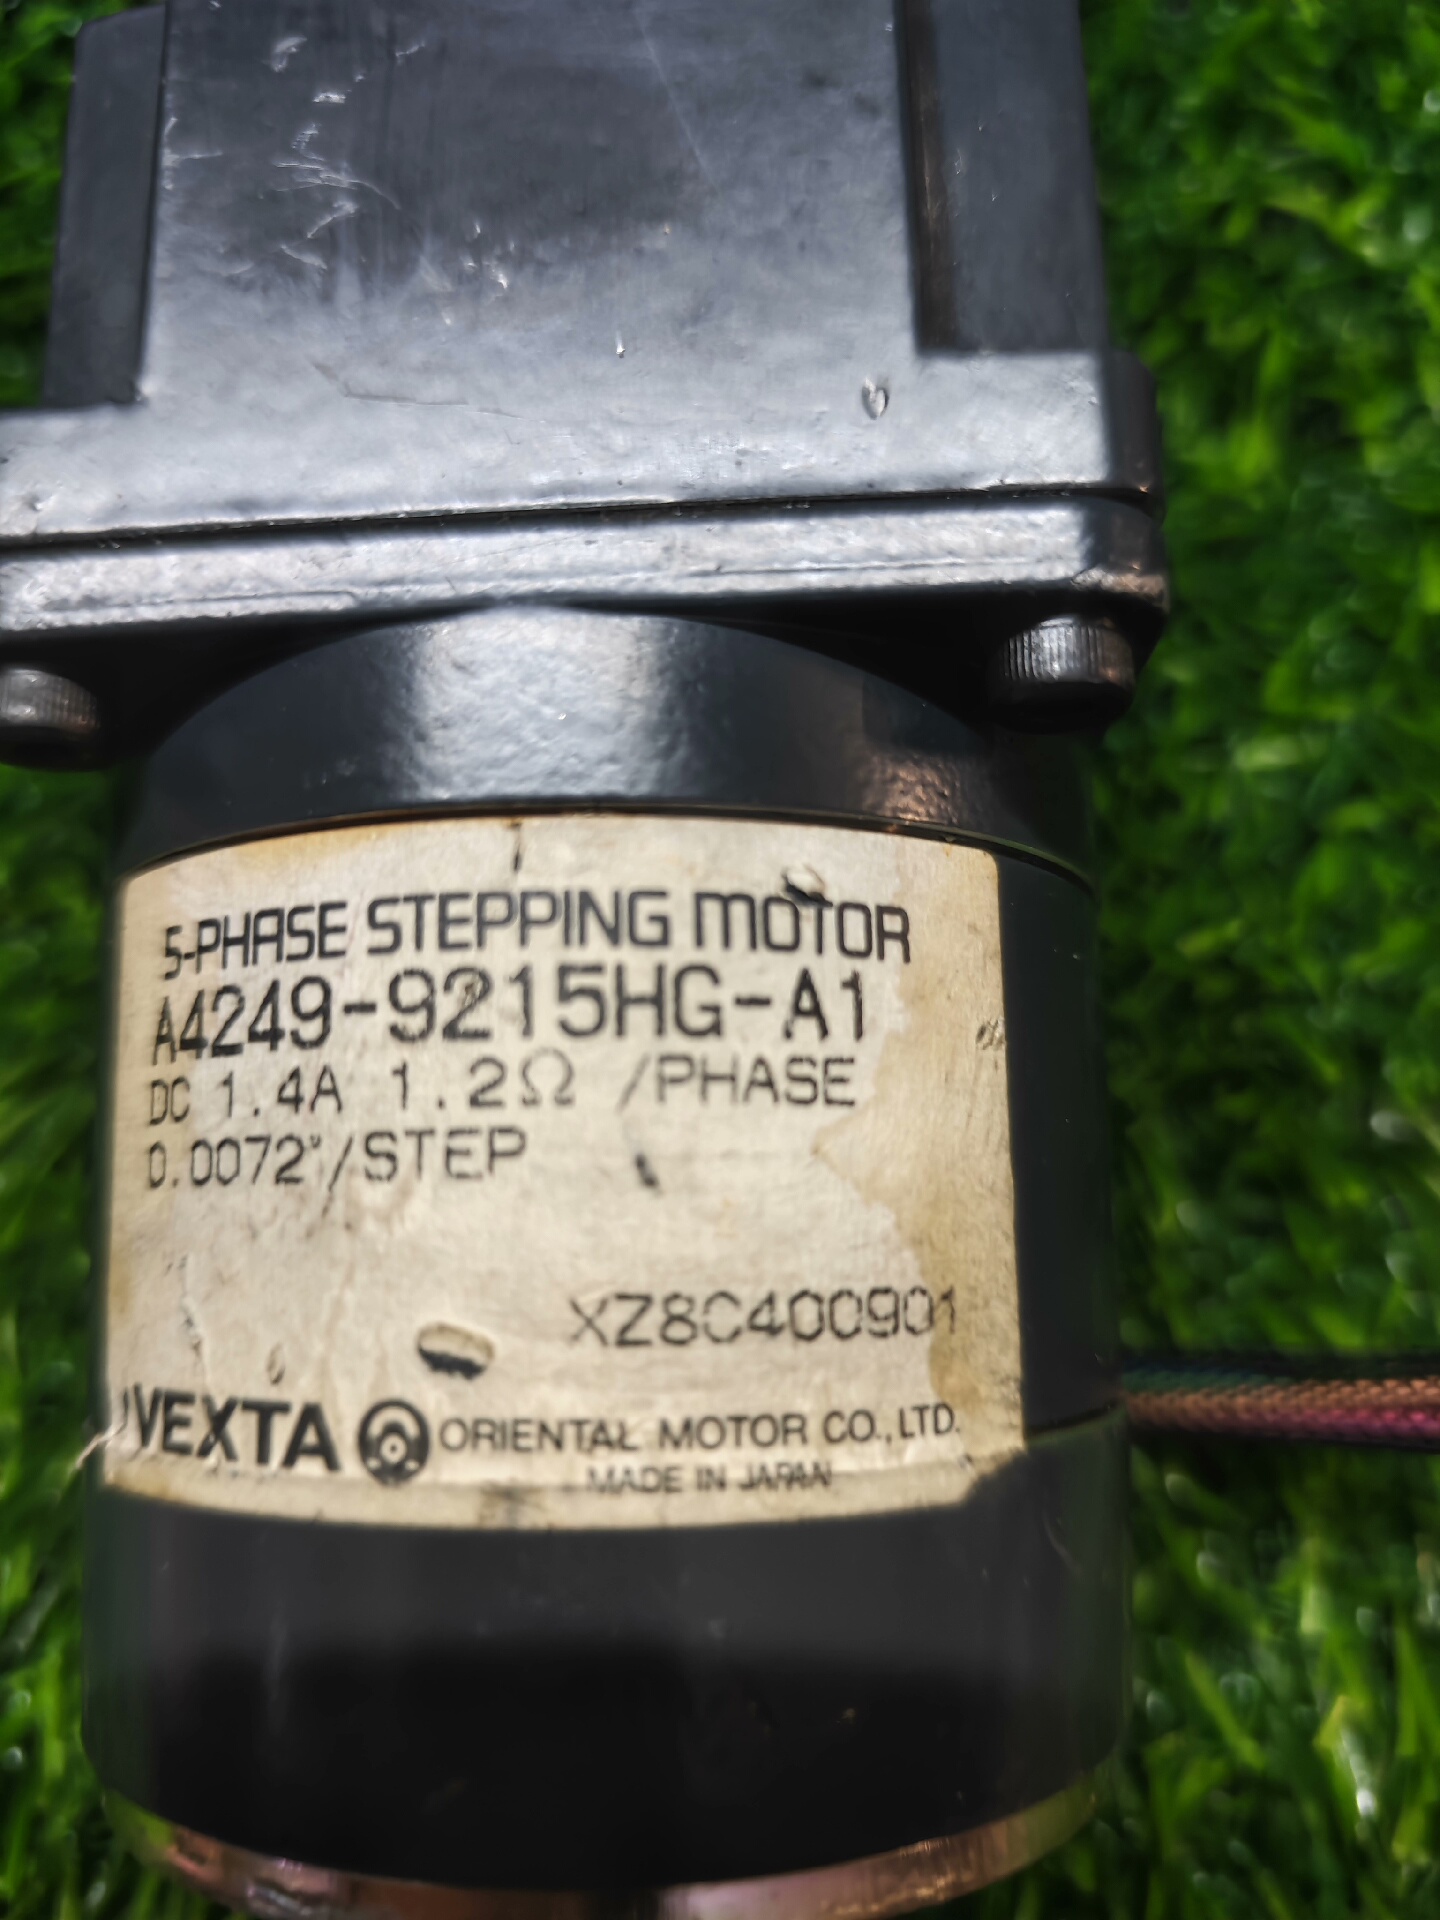 5-PHASE STEPPING MOTOR
A4249-9215HG-A1
DC 1.4A 1.2Ω /PHASE
0.0072°/STEP
XZ8C400901
VEXTA ORIENTAL MOTOR CO.,LTD.
MADE IN JAPAN